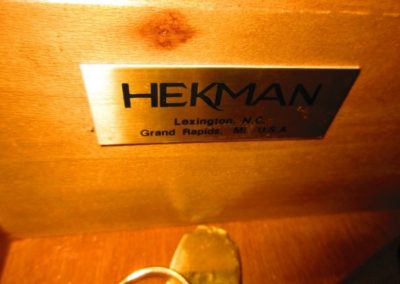 HEKMAN
Lexington, N.C.
Grand Rapids, MI U.S.A